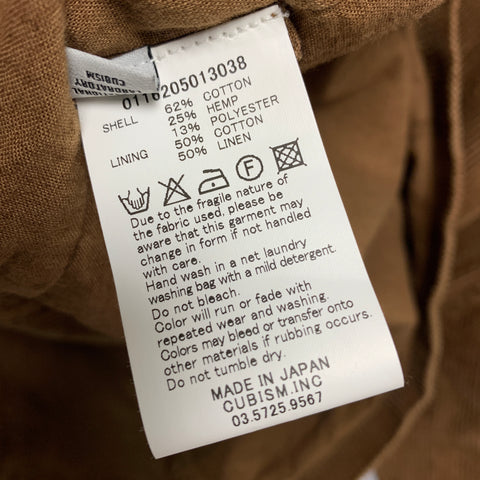 LABORATORY
CUBISM
0116205013038
SHELL 62% COTTON
25% HEMP
13% POLYESTER
LINING 50% COTTON
50% LINEN
F
Due to the fragile nature of
the fabric used, please be
aware that this garment may
change in form if not handled
with care.
Hand wash in a net laundry
washing bag with a mild detergent.
Do not bleach.
Color will run or fade with
repeated wear and washing.
Colors may bleed or transfer onto
other materials if rubbing occurs.
Do not tumble dry.
MADE IN JAPAN
CUBISM.INC
03.5725.9567